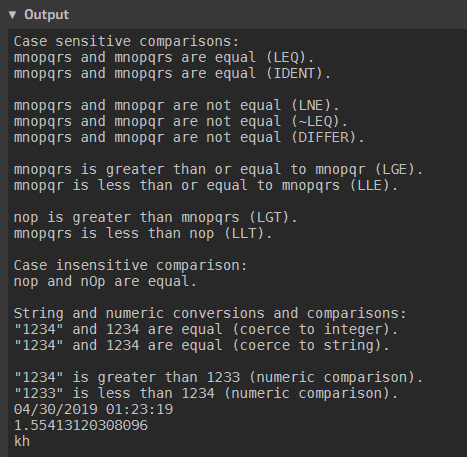 ▼ Output
Case sensitive comparisons:
mnopqrs and mnopqrs are equal (LEQ).
mnopqrs and mnopqrs are equal (IDENT).
mnopqrs and mnopqr are not equal (LNE).
mnopqrs and mnopqr are not equal (~LEQ).
mnopqrs and mnopqr are not equal (DIFFER).
mnopqrs is greater than or equal to mnopqr (LGE).
mnopqr is less than or equal to mnopqrs (LLE).
nop is greater than mnopqrs (LGT).
mnopqrs is less than nop (LLT).
Case insensitive comparison:
nop and nOp are equal.
String and numeric conversions and comparisons:
"1234" and 1234 are equal (coerce to integer).
"1234" and 1234 are equal (coerce to string).
"1234" is greater than 1233 (numeric comparison).
"1233" is less than 1234 (numeric comparison).
04/30/2019 01:23:19
1.55413120308096
kh